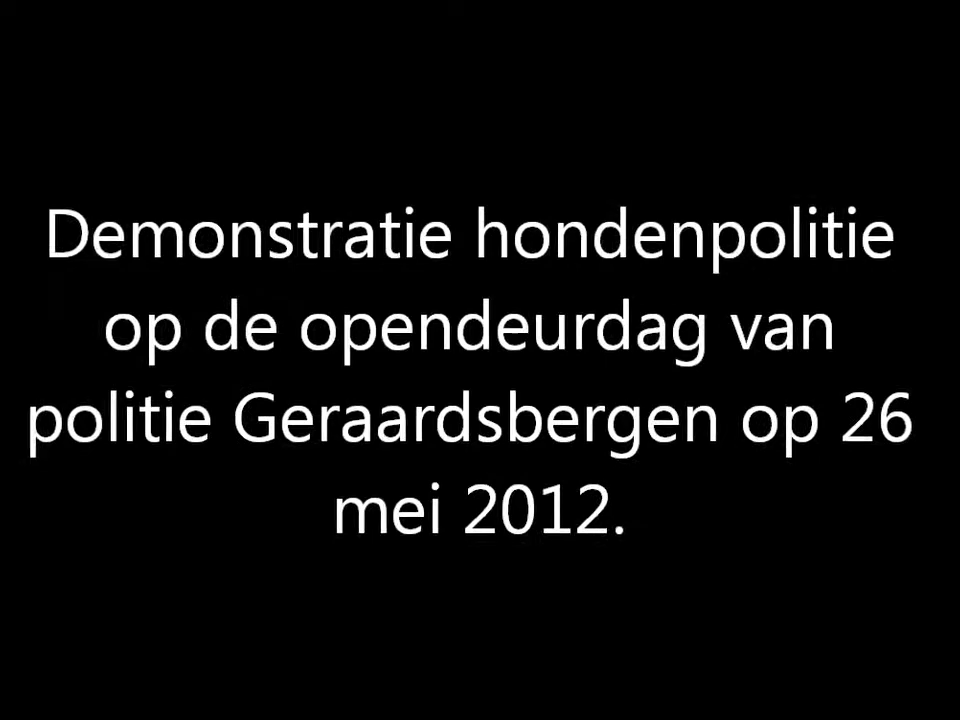 Demonstratie hondenpolitie
op de opendeurdag van
politie Geraardsbergen op 26
mei 2012.